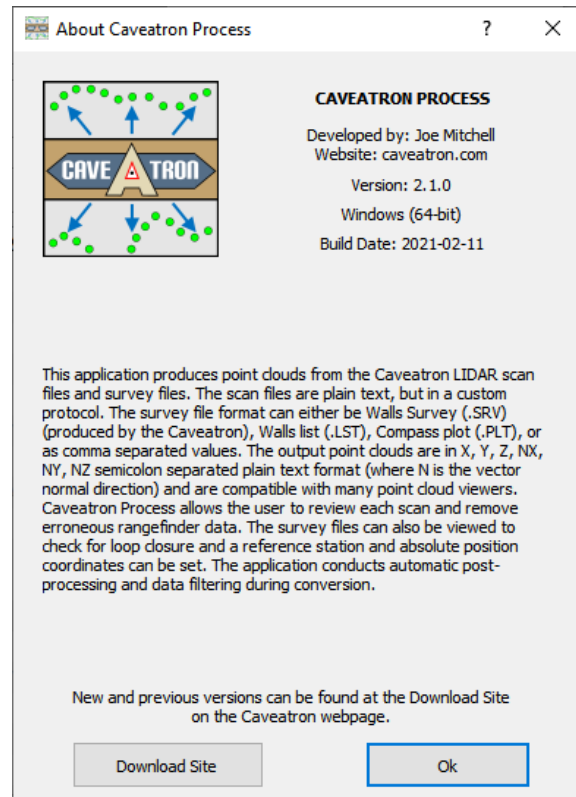 About Caveatron Process
?
CAVE A TRON
CAVEATRON PROCESS
Developed by: Joe Mitchell
Website: caveatron.com
Version: 2.1.0
Windows (64-bit)
Build Date: 2021-02-11
This application produces point clouds from the Caveatron LIDAR scan
files and survey files. The scan files are plain text, but in a custom
protocol. The survey file format can either be Walls Survey (.SRV)
(produced by the Caveatron), Walls list (.LST), Compass plot (.PLT), or
as comma separated values. The output point clouds are in X, Y, Z, NX,
NY, NZ semicolon separated plain text format (where N is the vector
normal direction) and are compatible with many point cloud viewers.
Caveatron Process allows the user to review each scan and remove
erroneous rangefinder data. The survey files can also be viewed to
check for loop closure and a reference station and absolute position
coordinates can be set. The application conducts automatic post-
processing and data filtering during conversion.
New and previous versions can be found at the Download Site
on the Caveatron webpage.
Download Site
Ok